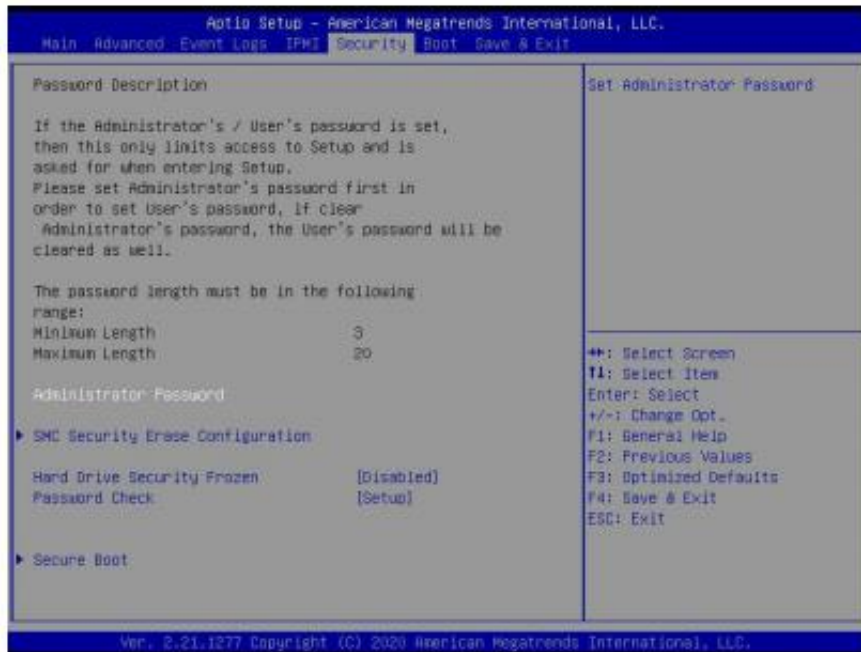 Aptio Setup – American Megatrends International, LLC.
Main Advanced Event Logs IPMI Security Boot Save & Exit
Password Description
If the Administrator's / User's password is set,
then this only limits access to Setup and is
asked for when entering Setup.
Please set Administrator's password first in
order to set User's password, if clear
Administrator's password, the User's password will be
cleared as well.
The password length must be in the following
range:
Minimum Length 3
Maximum Length 20
Administrator Password
SMC Security Erase Configuration
Hard Drive Security Frozen [Disabled]
Password Check [Setup]
Secure Boot
Set Administrator Password
→←: Select Screen
↑↓: Select Item
Enter: Select
+/-: Change Opt.
F1: General Help
F2: Previous Values
F3: Optimized Defaults
F4: Save & Exit
ESC: Exit
Ver. 2.21.1277 Copyright (C) 2020 American Megatrends International, LLC.